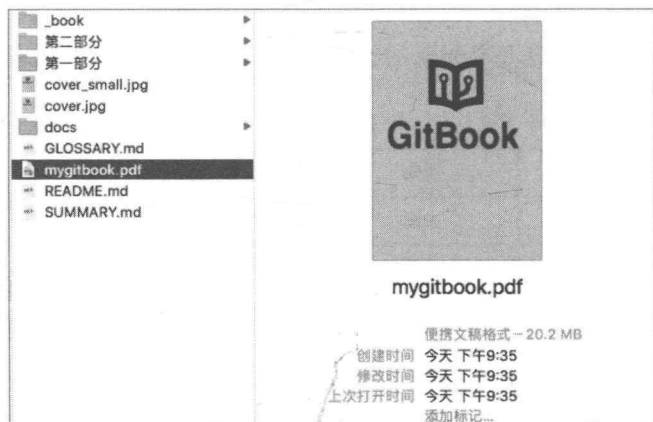 _book
第二部分
第一部分
cover_small.jpg
cover.jpg
docs
GLOSSARY.md
mygitbook.pdf
README.md
SUMMARY.md
GitBook
mygitbook.pdf
便携文稿格式 - 20.2 MB
创建时间 今天 下午9:35
修改时间 今天 下午9:35
上次打开时间 今天 下午9:35
添加标记...